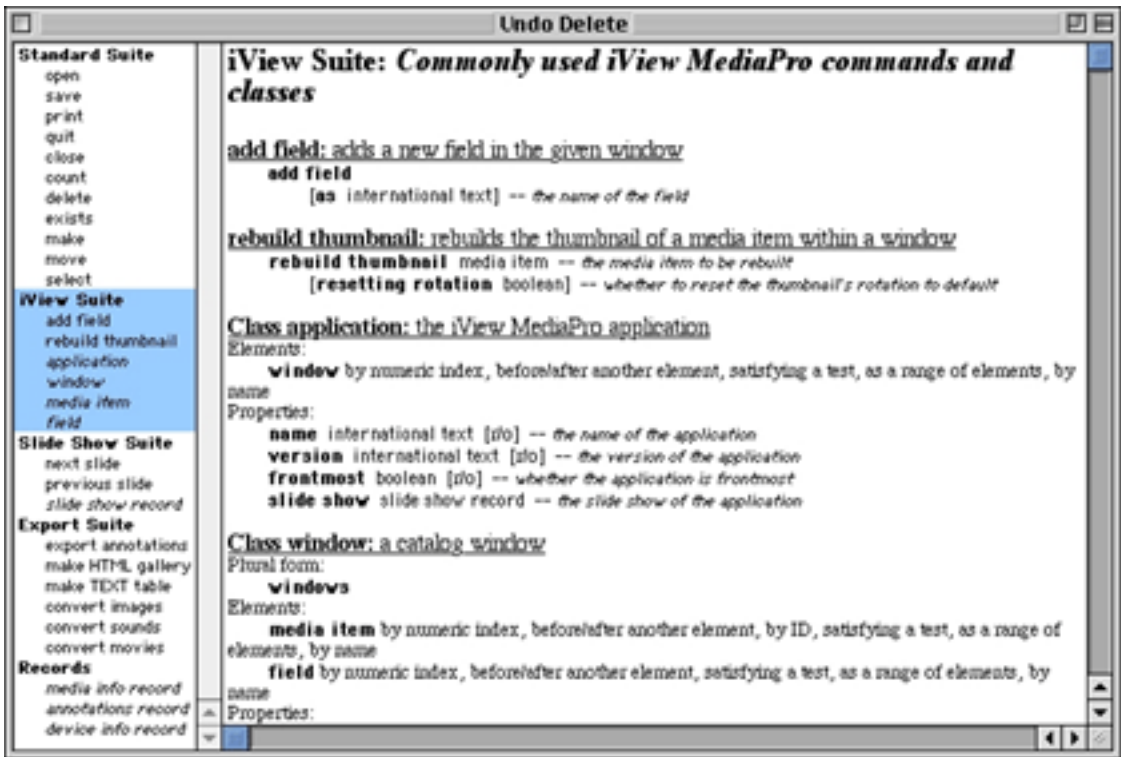 Undo Delete
Standard Suite
open
save
print
quit
close
count
delete
exists
make
move
select
iView Suite
add field
rebuild thumbnail
application
window
media item
field
Slide Show Suite
next slide
previous slide
slide show record
Export Suite
export annotations
make HTML gallery
make TEXT table
convert images
convert sounds
convert movies
Records
media info record
annotations record
device info record
iView Suite: Commonly used iView MediaPro commands and
classes
add field: adds a new field in the given window
add field
[as international text] -- the name of the field
rebuild thumbnail: rebuilds the thumbnail of a media item within a window
rebuild thumbnail media item -- the media item to be rebuilt
[resetting rotation boolean] -- whether to reset the thumbnail's rotation to default
Class application: the iView MediaPro application
Elements:
window by numeric index, before/after another element, satisfying a test, as a range of elements, by
name
Properties:
name international text [r/o] -- the name of the application
version international text [r/o] -- the version of the application
frontmost boolean [r/o] -- whether the application is frontmost
slide show slide show record -- the slide show of the application
Class window: a catalog window
Plural form:
windows
Elements:
media item by numeric index, before/after another element, by ID, satisfying a test, as a range of
elements, by name
field by numeric index, before/after another element, satisfying a test, as a range of elements, by
name
Properties: